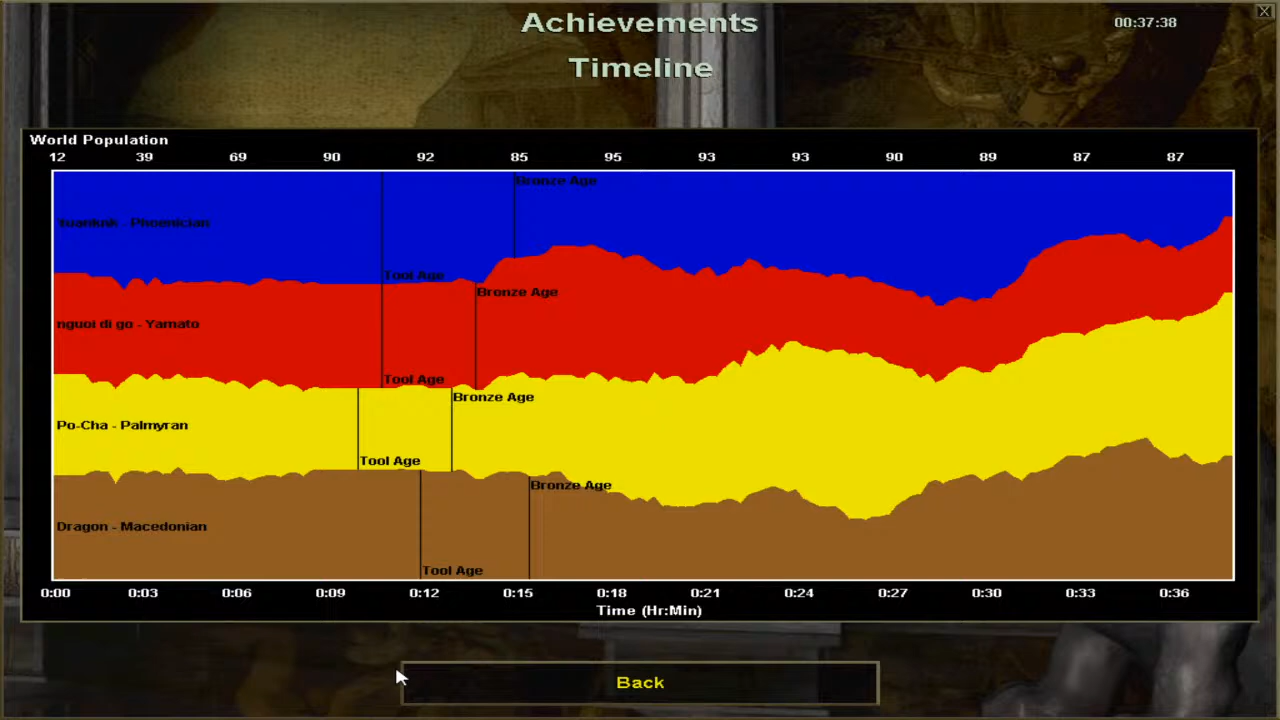 Achievements
00:37:38
Timeline
World Population
12 39 69 90 92 85 95 93 93 90 89 87 87
Bronze Age
- Phoenician
Tool Age
Bronze Age
nguoi di go - Yamato
Tool Age
Bronze Age
Po-Cha - Palmyran
Tool Age
Bronze Age
Dragon - Macedonian
Tool Age
0:00 0:03 0:06 0:09 0:12 0:15 0:18 0:21 0:24 0:27 0:30 0:33 0:36
Time (Hr:Min)
Back